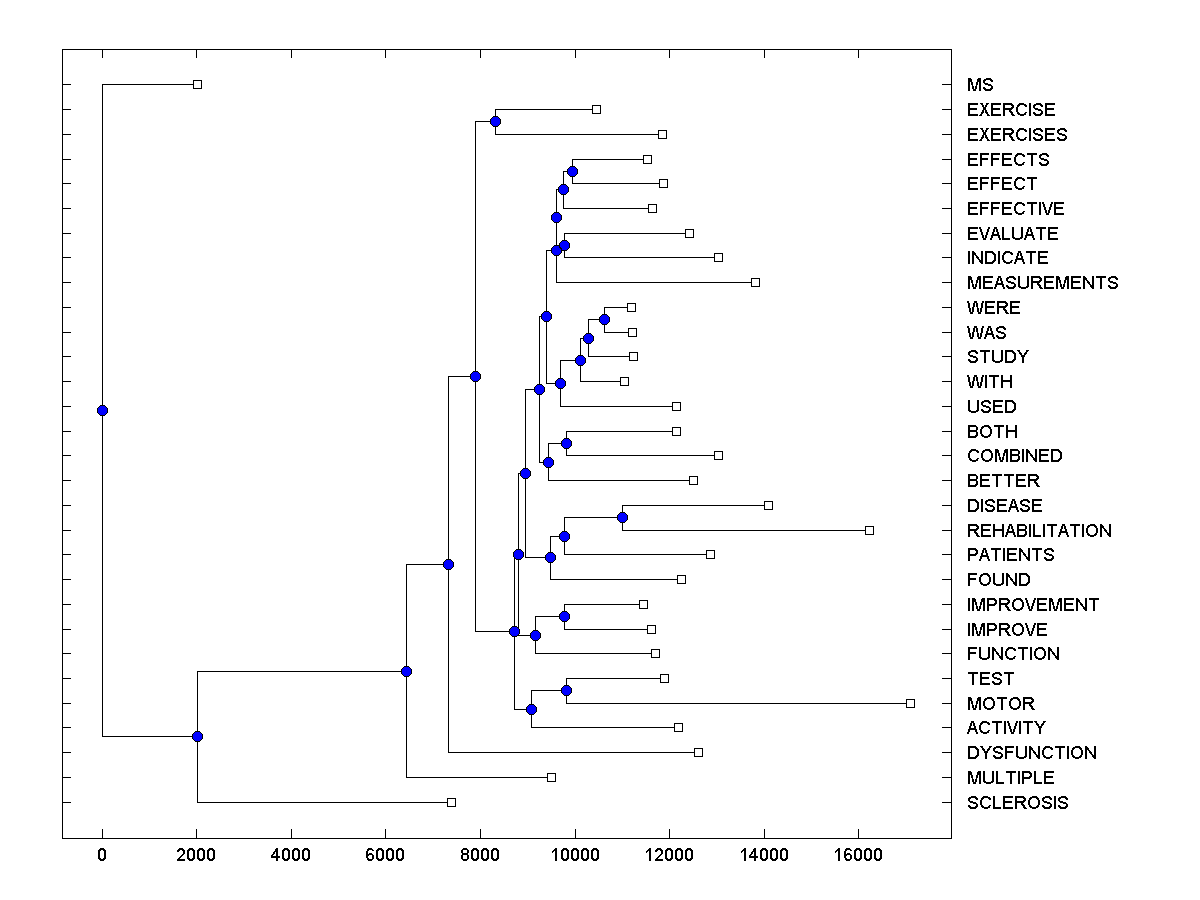 MS
EXERCISE
EXERCISES
EFFECTS
EFFECT
EFFECTIVE
EVALUATE
INDICATE
MEASUREMENTS
WERE
WAS
STUDY
WITH
USED
BOTH
COMBINED
BETTER
DISEASE
REHABILITATION
PATIENTS
FOUND
IMPROVEMENT
IMPROVE
FUNCTION
TEST
MOTOR
ACTIVITY
DYSFUNCTION
MULTIPLE
SCLEROSIS
0 2000 4000 6000 8000 10000 12000 14000 16000